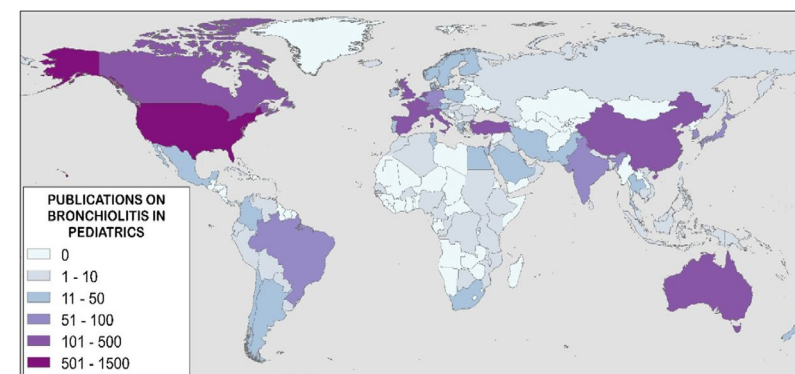 PUBLICATIONS ON
BRONCHIOLITIS IN
PEDIATRICS
0
1 - 10
11 - 50
51 - 100
101 - 500
501 - 1500